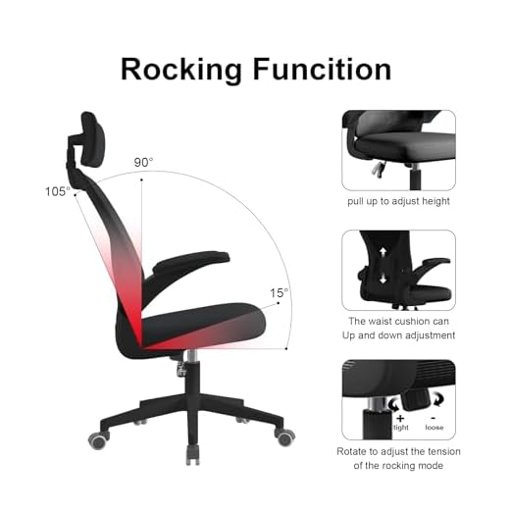 Rocking Funcition
90°
105°
15°
pull up to adjust height
The waist cushion can
Up and down adjustment
+ -
tight loose
Rotate to adjust the tension
of the rocking mode